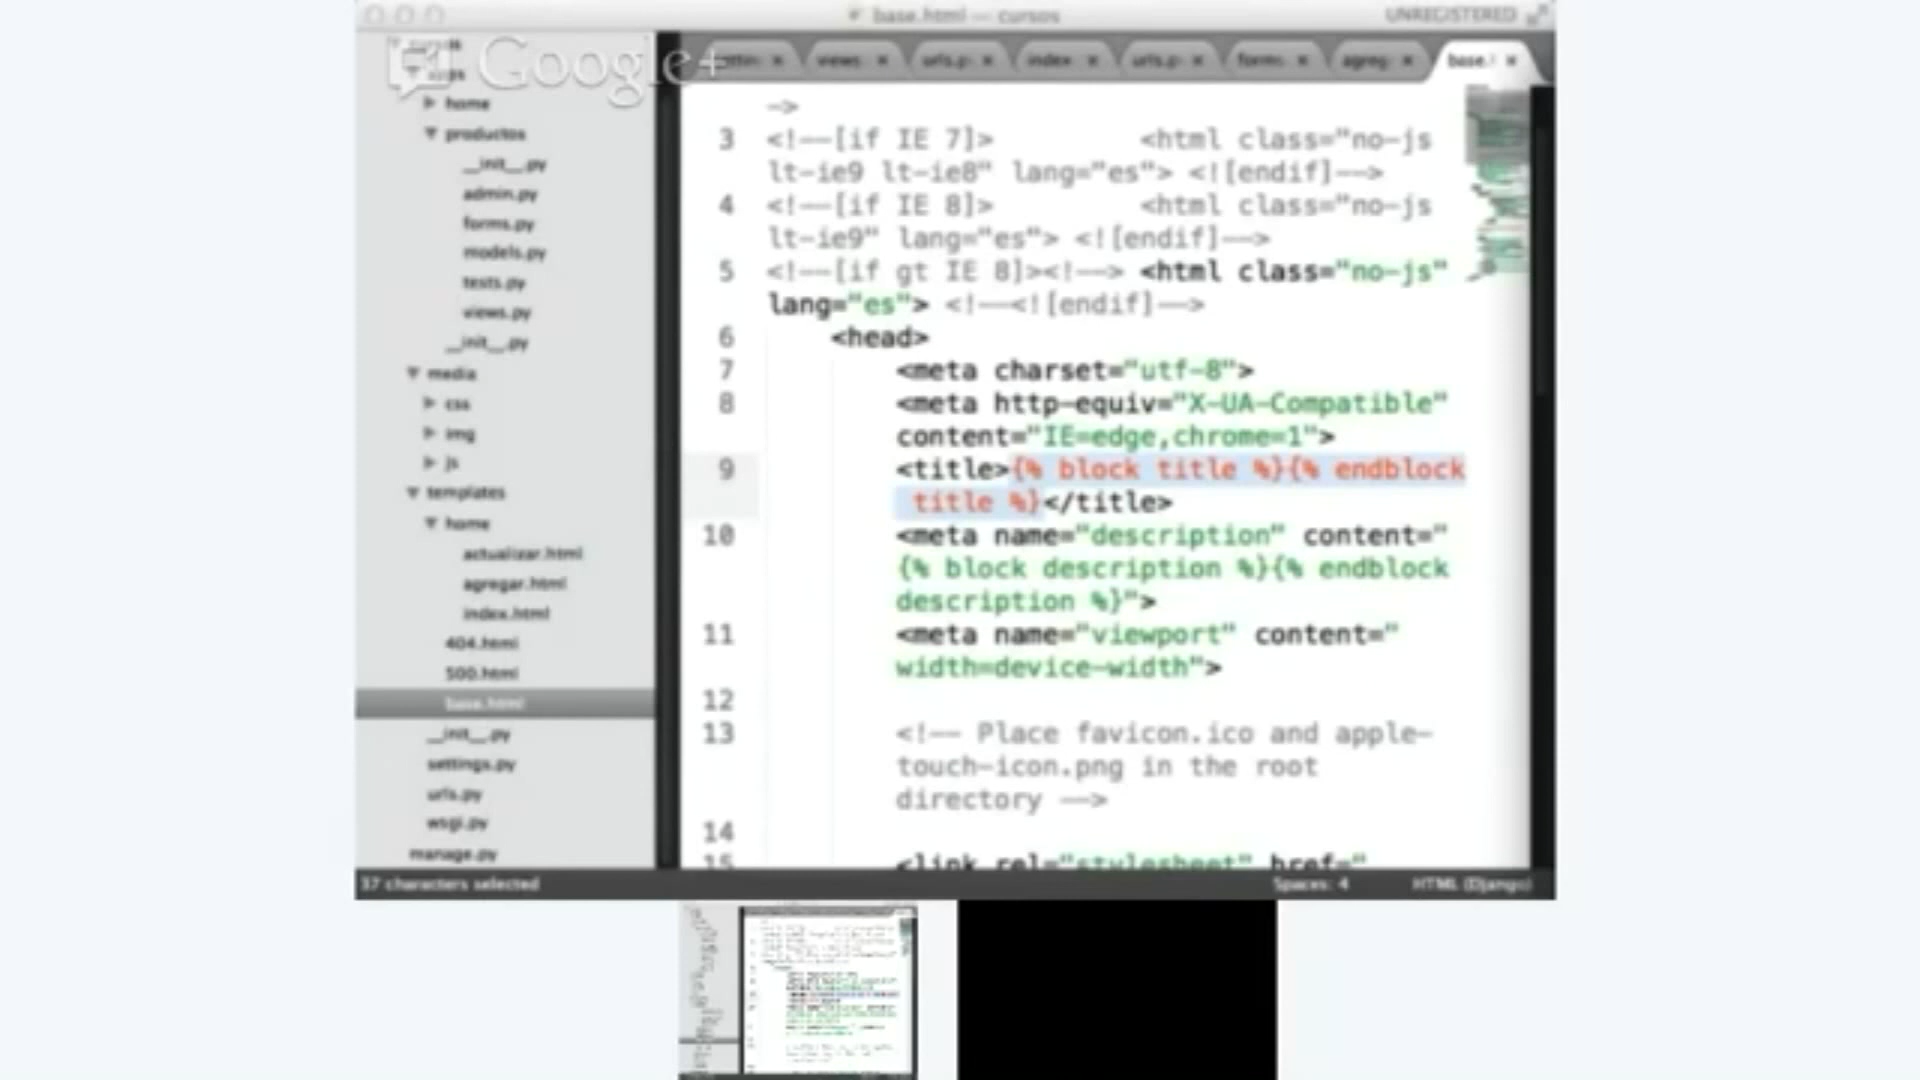 base.html — cursos
UNREGISTERED
Google+
views
urls.p
index
urls.p
forms
agreg
base.
home
productos
__init__.py
admin.py
forms.py
models.py
tests.py
views.py
__init__.py
media
css
img
js
templates
home
actualizar.html
agregar.html
index.html
404.html
500.html
base.html
__init__.py
settings.py
urls.py
wsgi.py
manage.py
-->
3 <!--[if IE 7]> <html class="no-js
lt-ie9 lt-ie8" lang="es"> <![endif]-->
4 <!--[if IE 8]> <html class="no-js
lt-ie9" lang="es"> <![endif]-->
5 <!--[if gt IE 8]><!--> <html class="no-js"
lang="es"> <!--<![endif]-->
6 <head>
7 <meta charset="utf-8">
8 <meta http-equiv="X-UA-Compatible"
content="IE=edge,chrome=1">
9 <title>{% block title %}{% endblock
title %}</title>
10 <meta name="description" content="
{% block description %}{% endblock
description %}">
11 <meta name="viewport" content="
width=device-width">
12
13 <!-- Place favicon.ico and apple-
touch-icon.png in the root
directory -->
14
15 <link rel="stylesheet" href="
37 characters selected
Spaces: 4
HTML (Django)